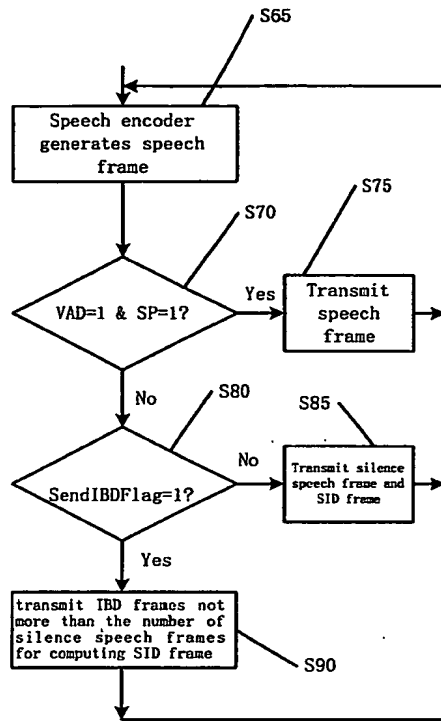 S65
Speech encoder
generates speech
frame
S70
S75
VAD=1 & SP=1?
Yes
Transmit
speech
frame
No
S80
S85
SendIBDFlag=1?
No
Transmit silence
speech frame and
SID frame
Yes
transmit IBD frames not
more than the number of
silence speech frames
for computing SID frame
S90